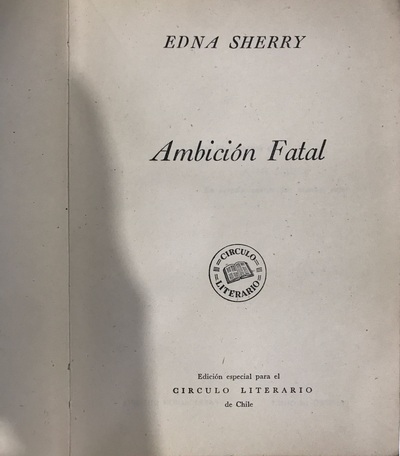 EDNA SHERRY
Ambición Fatal
CIRCULO
LITERARIO
Edición especial para el
CIRCULO LITERARIO
de Chile